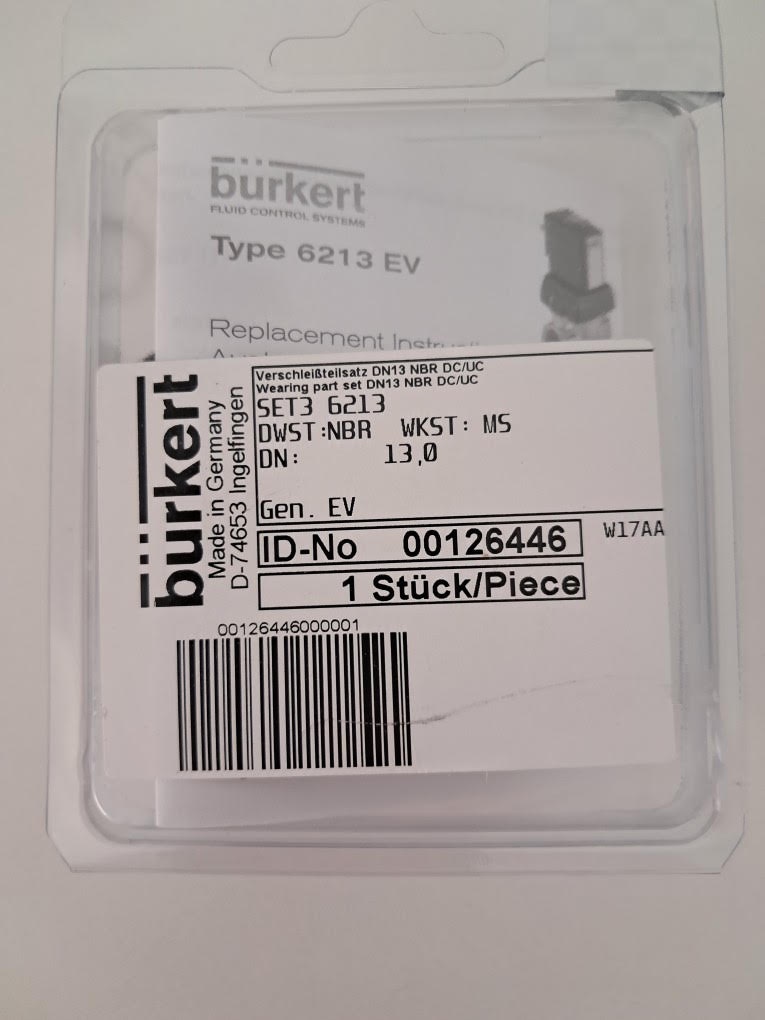 bürkert
FLUID CONTROL SYSTEMS
Type 6213 EV
Replacement
bürkert
Made in Germany
D-74653 Ingelfingen
Verschleißteilsatz DN13 NBR DC/UC
Wearing part set DN13 NBR DC/UC
SET3 6213
DWST:NBR WKST: MS
DN: 13,0
Gen. EV
ID-No 00126446
W17AA
1 Stück/Piece
00126446000001